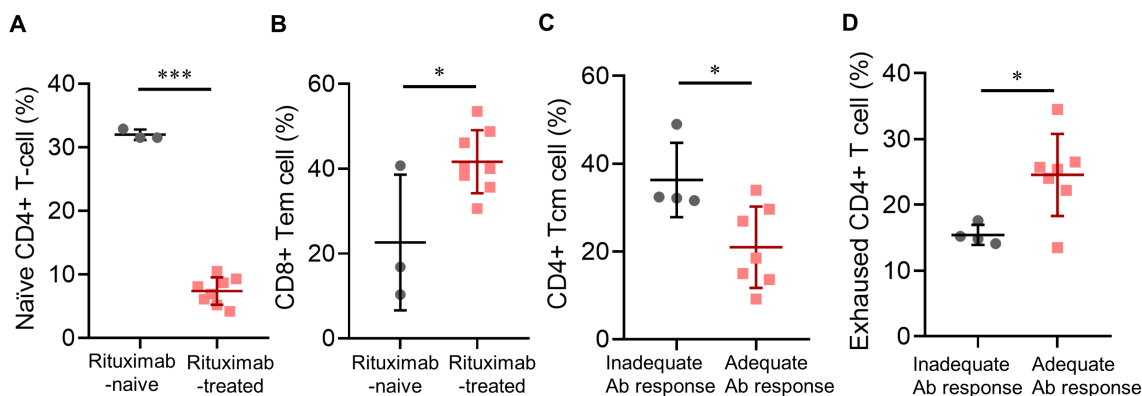 A
Naïve CD4+ T-cell (%)
40
30
20
10
0
***
Rituximab
-naive
Rituximab
-treated
B
CD8+ Tem cell (%)
60
40
20
0
*
Rituximab
-naive
Rituximab
-treated
C
CD4+ Tcm cell (%)
60
40
20
0
*
Inadequate
Ab response
Adequate
Ab response
D
Exhaused CD4+ T cell (%)
40
30
20
10
0
*
Inadequate
Ab response
Adequate
Ab response